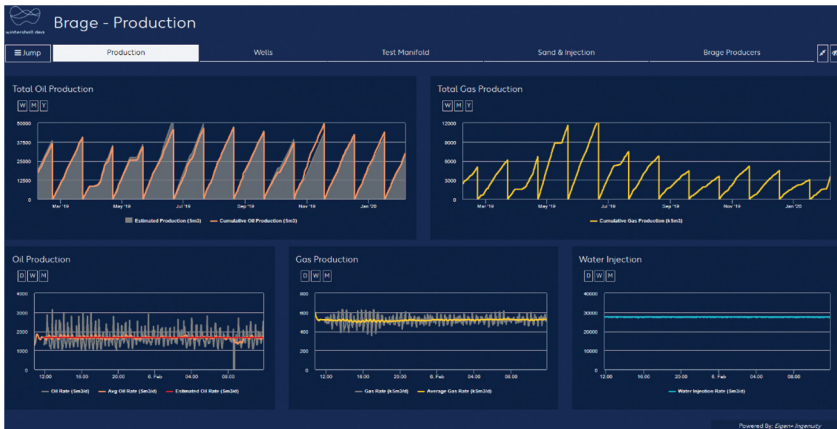 wintershall dea
Brage - Production
Jump
Production
Wells
Test Manifold
Sand & Injection
Brage Producers
Total Oil Production
W M Y
50000
37500
25000
12500
0
Mar '19
May '19
Jul '19
Sep '19
Nov '19
Jan '20
Estimated Production (Sm3)
Cumulative Oil Production (Sm3)
Total Gas Production
W M Y
12000
9000
6000
3000
0
Mar '19
May '19
Jul '19
Sep '19
Nov '19
Jan '20
Cumulative Gas Production (kSm3)
Oil Production
D W M
4000
3000
2000
1000
0
12:00
16:00
20:00
6. Feb
04:00
08:00
Oil Rate (Sm3/d)
Avg Oil Rate (Sm3/d)
Estimated Oil Rate (Sm3/d)
Gas Production
D W M
800
600
400
200
0
12:00
16:00
20:00
6. Feb
04:00
08:00
Gas Rate (kSm3/d)
Average Gas Rate (kSm3/d)
Water Injection
D W M
40000
30000
20000
10000
0
12:00
16:00
20:00
6. Feb
04:00
08:00
Water Injection Rate (Sm3/d)
Powered By: Eigen+ Ingenuity